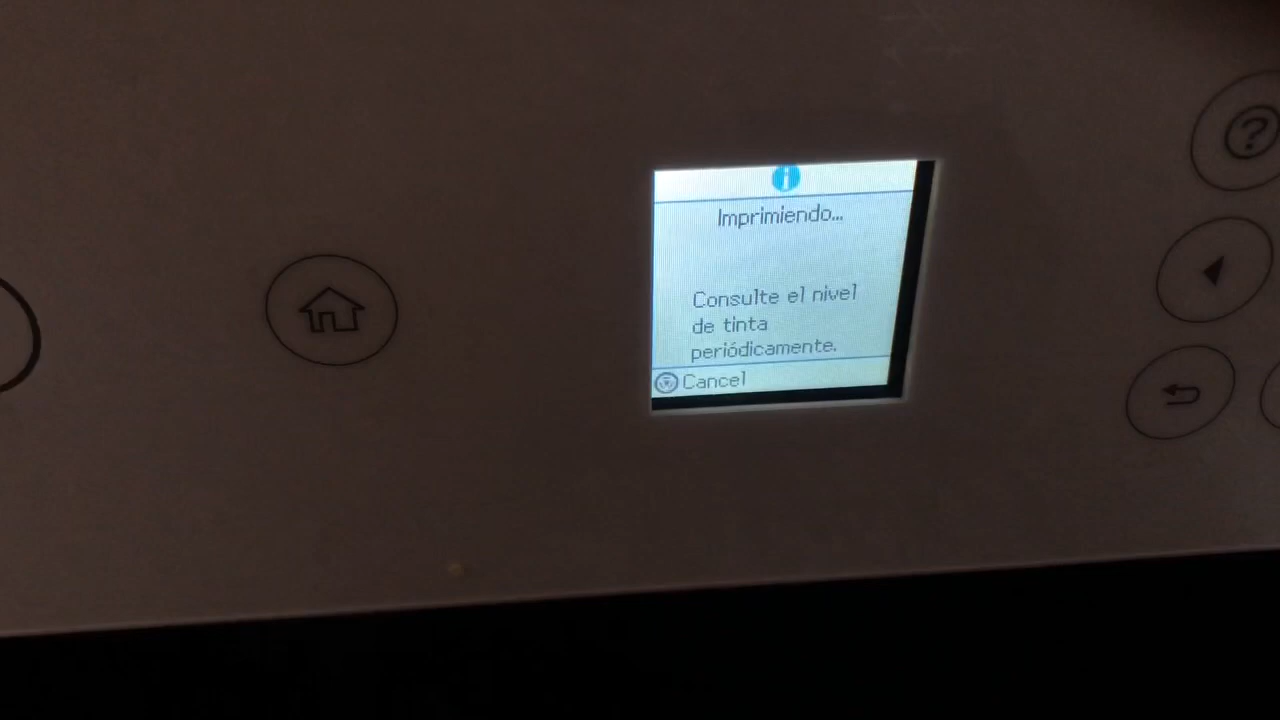 Imprimiendo...
Consulte el nivel
de tinta
periódicamente.
Cancel
?